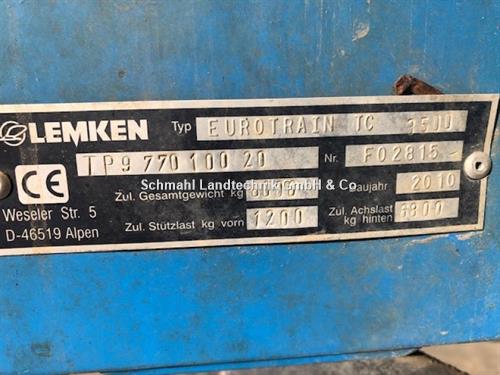 LEMKEN Typ EUROTRAIN TC 3500
TP9 770 100 20 Nr. F02815
Schmahl Landtechnik GmbH & Co
CE Zul. Gesamtgewicht kg Baujahr 2010
Weseler Str. 5
D-46519 Alpen
Zul. Stützlast kg vorn 1200 Zul. Achslast kg hinten 6800